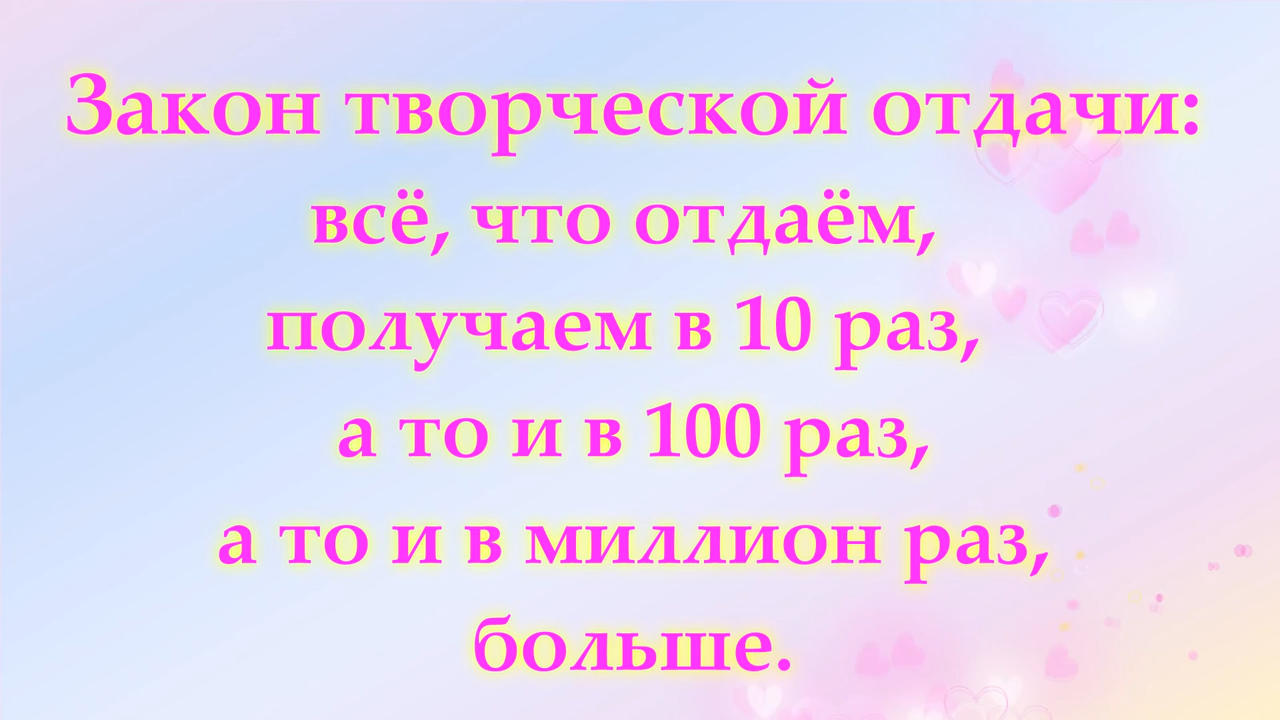 Закон творческой отдачи:
всё, что отдаём,
получаем в 10 раз,
а то и в 100 раз,
а то и в миллион раз,
больше.